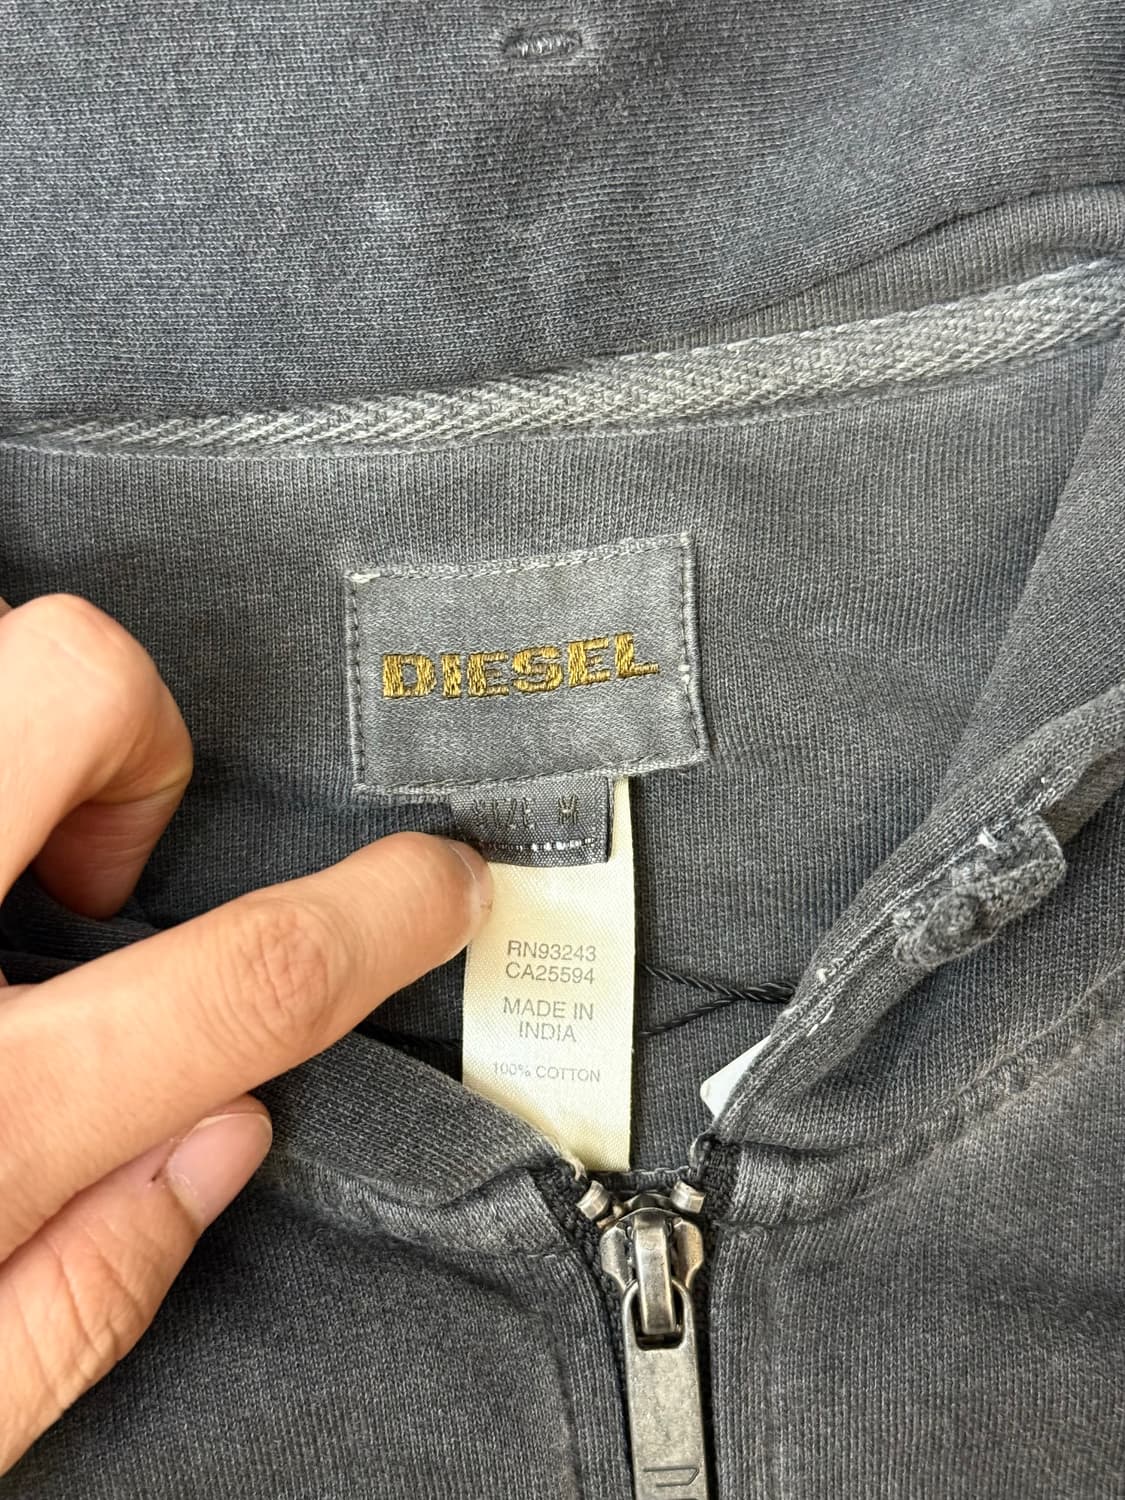 DIESEL
SIZE M
RN93243
CA25594
MADE IN
INDIA
100% COTTON